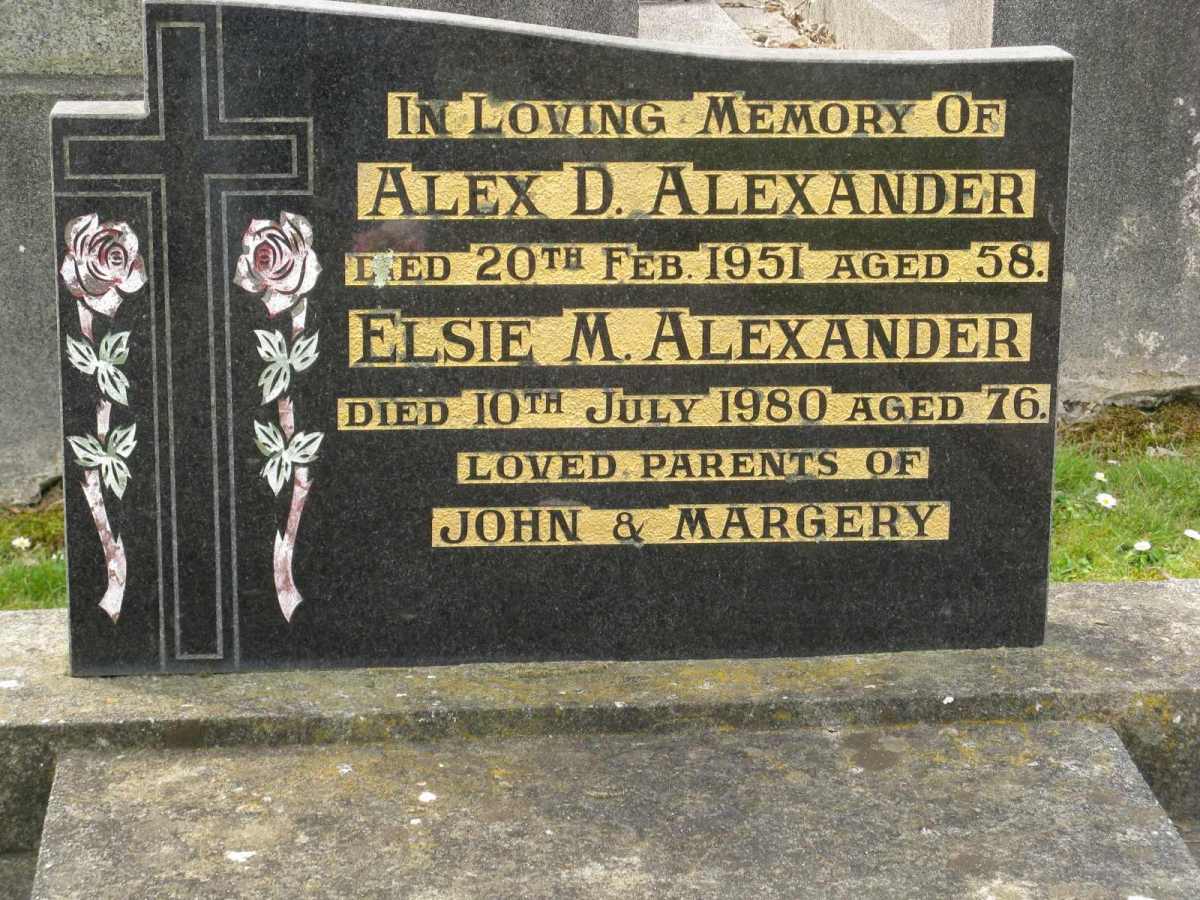 IN LOVING MEMORY OF
ALEX D. ALEXANDER
DIED 20TH FEB. 1951 AGED 58.
ELSIE M. ALEXANDER
DIED 10TH JULY 1980 AGED 76.
LOVED PARENTS OF
JOHN & MARGERY